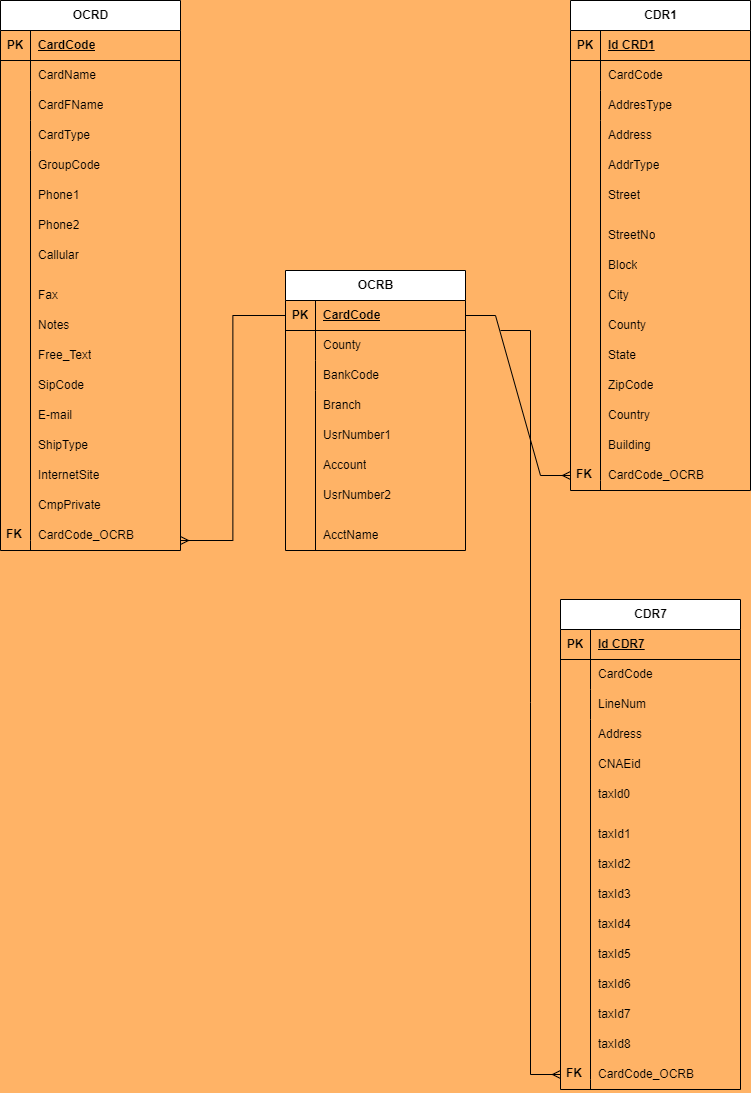 OCRD
PK CardCode
CardName
CardFName
CardType
GroupCode
Phone1
Phone2
Callular
Fax
Notes
Free_Text
SipCode
E-mail
ShipType
InternetSite
CmpPrivate
FK CardCode_OCRB
OCRB
PK CardCode
County
BankCode
Branch
UsrNumber1
Account
UsrNumber2
AcctName
CDR1
PK Id CRD1
CardCode
AddresType
Address
AddrType
Street
StreetNo
Block
City
County
State
ZipCode
Country
Building
FK CardCode_OCRB
CDR7
PK Id CDR7
CardCode
LineNum
Address
CNAEid
taxId0
taxId1
taxId2
taxId3
taxId4
taxId5
taxId6
taxId7
taxId8
FK CardCode_OCRB